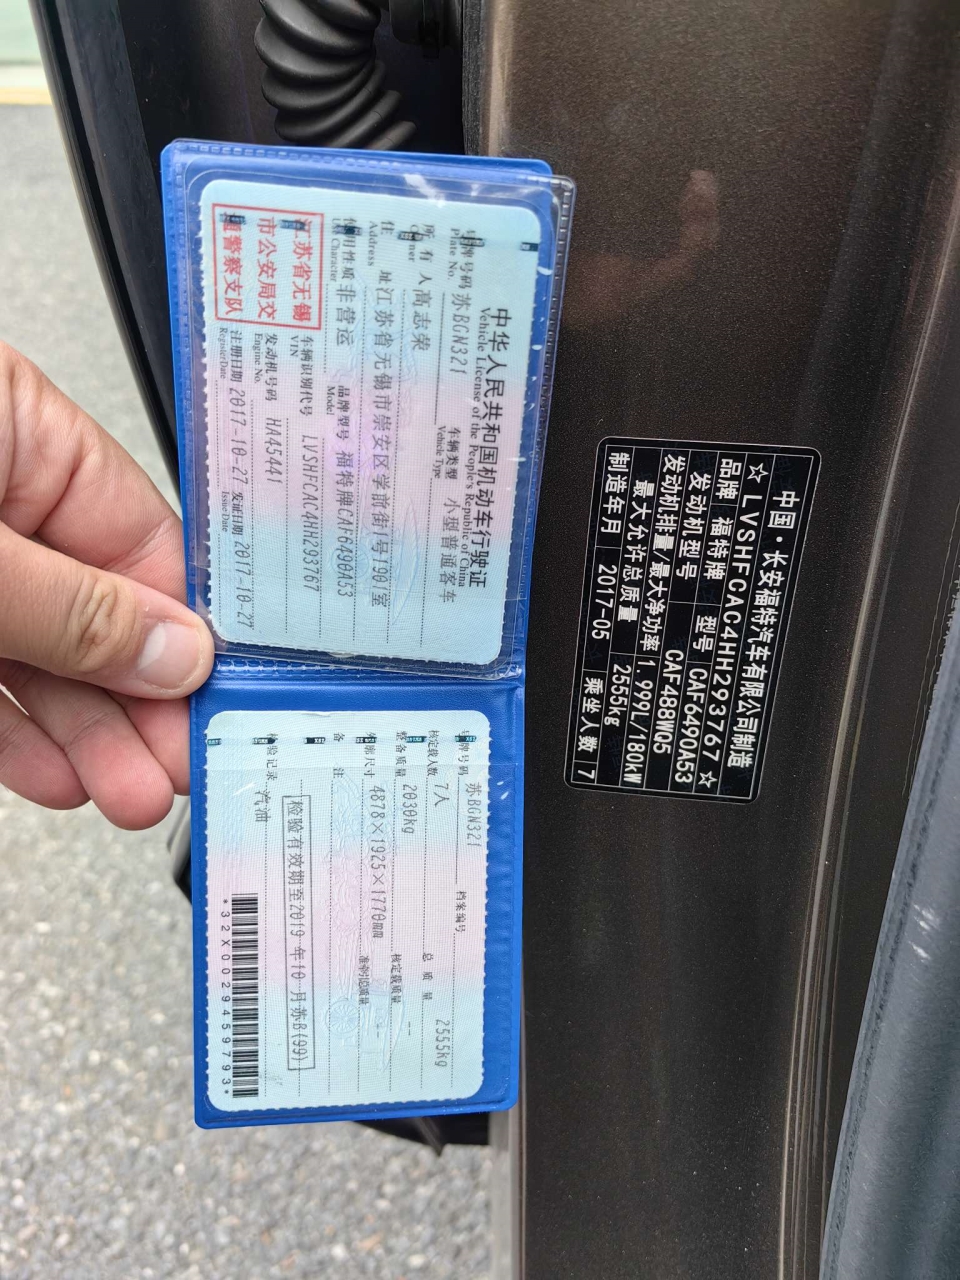 中华人民共和国机动车行驶证
Vehicle License of the People's Republic of China
号牌号码 苏BGN321 车辆类型 小型普通客车
Plate No. Vehicle Type
所有人 高志荣
Owner
住址 江苏省无锡市崇安区学前街1号1901室
Address
使用性质 非营运 品牌型号 福特牌CAF6490A53
Use Character Model
江苏省无锡
市公安局交
通警察支队
车辆识别代号 LVSHFCAC4HH293767
VIN
发动机号码 HA45441
Engine No.
注册日期 2017-10-27 发证日期 2017-10-27
Register Date Issue Date
号牌号码 苏BGN321 档案编号
核定载人数 7人 总质量 2555kg
整备质量 2030kg 核定载质量 --
外廓尺寸 4878×1925×1770mm 准牵引总质量 --
备注
检验有效期至2019年10月苏B(99)
检验记录 汽油
*32X0029459793*
中国·长安福特汽车有限公司制造
☆LVSHFCAC4HH293767☆
品牌 福特牌 型号 CAF6490A53
发动机型号 CAF488WQ5
发动机排量/最大净功率 1.999L/180kW
最大允许总质量 2555kg
制造年月 2017-05 乘坐人数 7